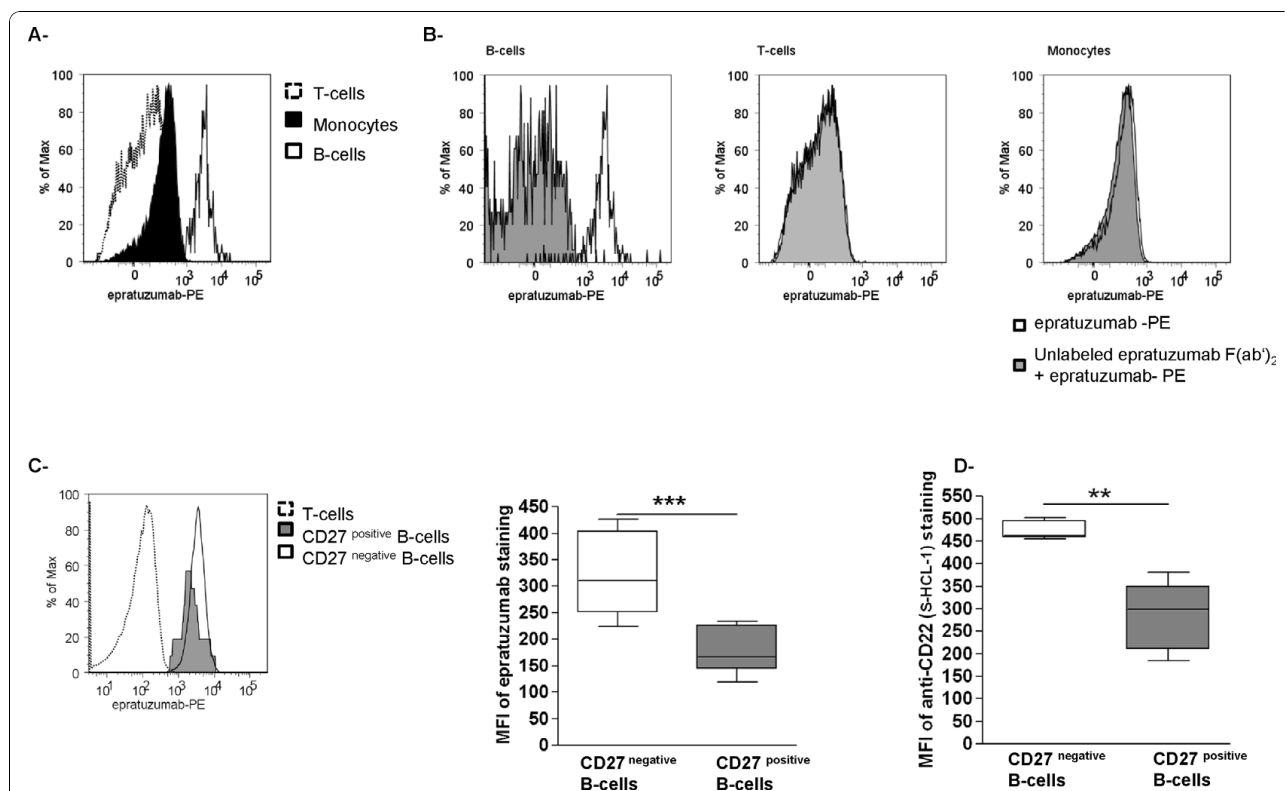 A-
100
80
60
40
20
0
% of Max
0 10³ 10⁴ 10⁵
epratuzumab-PE
T-cells
Monocytes
B-cells
B-
B-cells
100
80
60
40
20
0
% of Max
0 10³ 10⁴ 10⁵
epratuzumab-PE
T-cells
100
80
60
40
20
0
% of Max
0 10³ 10⁴ 10⁵
epratuzumab-PE
Monocytes
100
80
60
40
20
0
% of Max
0 10³ 10⁴ 10⁵
epratuzumab-PE
epratuzumab -PE
Unlabeled epratuzumab F(ab‘)₂
+ epratuzumab- PE
C-
100
80
60
40
20
0
% of Max
10¹ 10² 10³ 10⁴ 10⁵
epratuzumab-PE
T-cells
CD27 positive B-cells
CD27 negative B-cells
MFI of epratuzumab staining
450
400
350
300
250
200
150
100
50
0
***
CD27 negative
B-cells
CD27 positive
B-cells
D-
MFI of anti-CD22 (S-HCL-1) staining
550
500
450
400
350
300
250
200
150
100
50
0
**
CD27 negative
B-cells
CD27 positive
B-cells